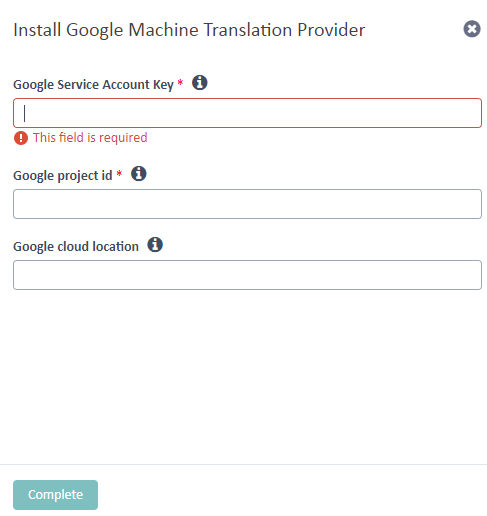 Install Google Machine Translation Provider
Google Service Account Key *
This field is required
Google project id *
Google cloud location
Complete